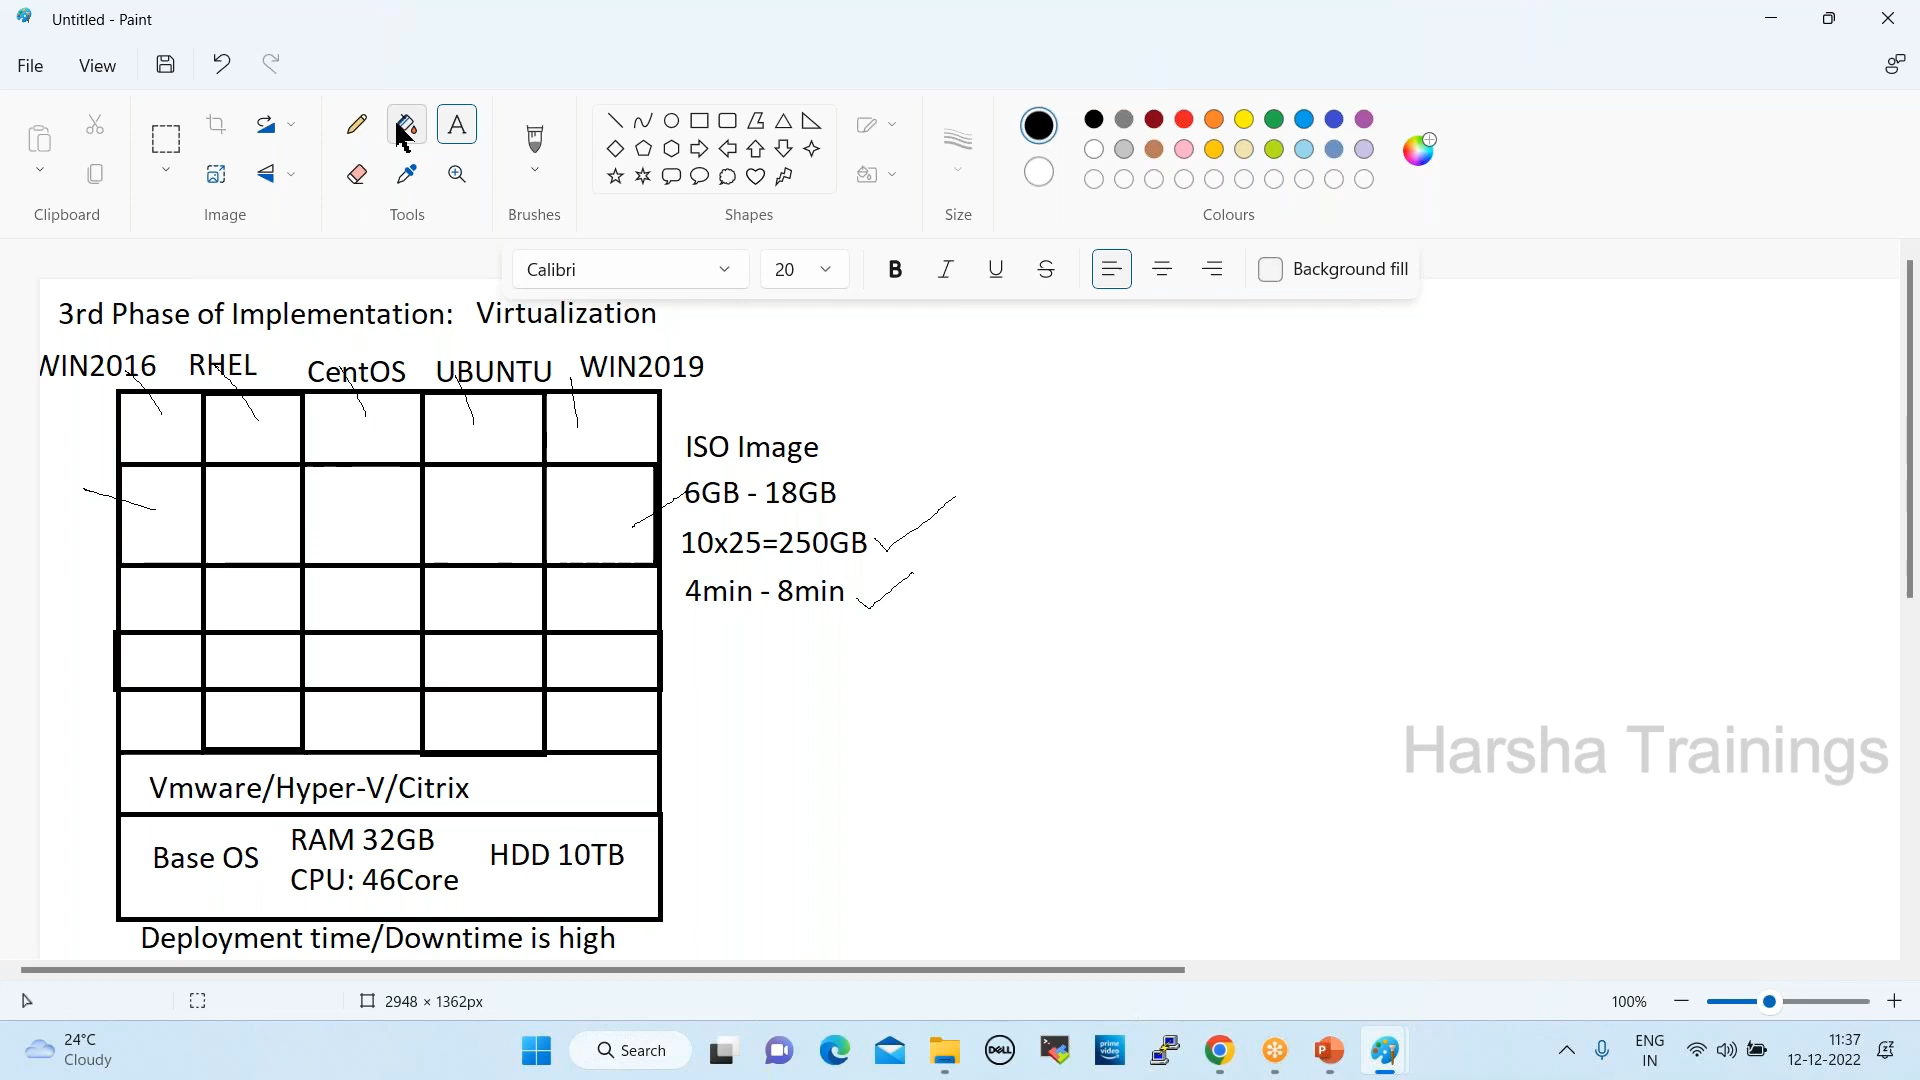 Untitled - Paint
File View
Clipboard Image Tools Brushes Shapes Size Colours
Calibri 20 B I U S Background fill
3rd Phase of Implementation: Virtualization
WIN2016 RHEL CentOS UBUNTU WIN2019
ISO Image
6GB - 18GB
10x25=250GB
4min - 8min
Harsha Trainings
Vmware/Hyper-V/Citrix
Base OS RAM 32GB HDD 10TB
CPU: 46Core
Deployment time/Downtime is high
2948 × 1362px 100%
24°C
Cloudy
Search
DELL
prime video
ENG
IN
11:37
12-12-2022